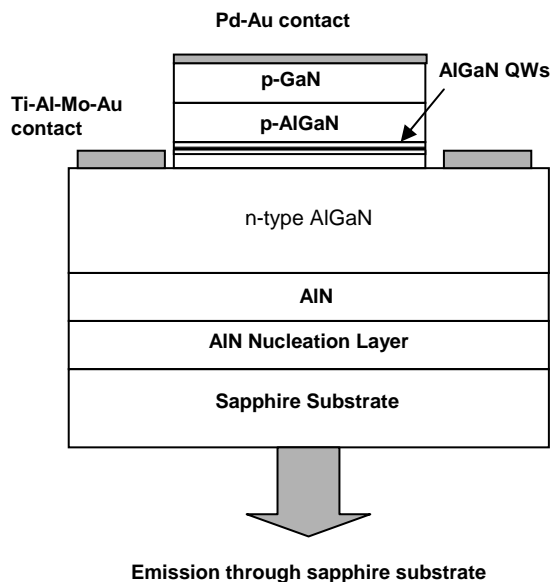 Pd-Au contact
AlGaN QWs
p-GaN
Ti-Al-Mo-Au
contact
p-AlGaN
n-type AlGaN
AlN
AlN Nucleation Layer
Sapphire Substrate
Emission through sapphire substrate